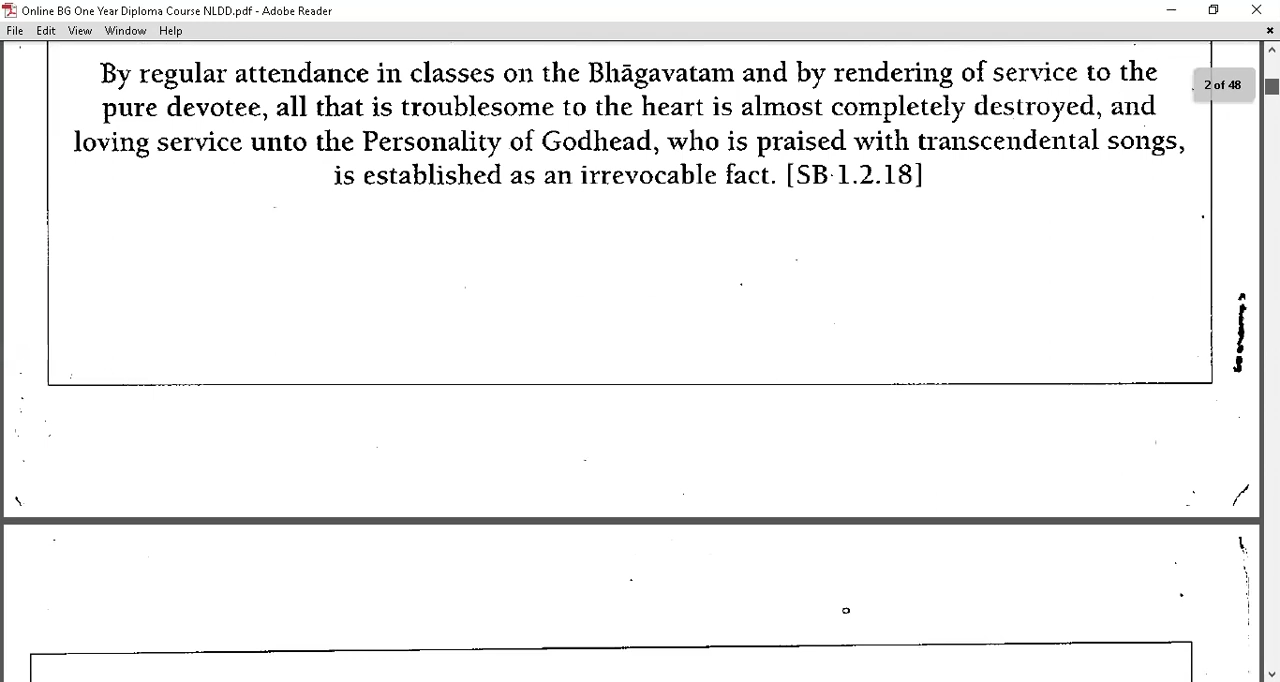 Online BG One Year Diploma Course NLDD.pdf - Adobe Reader
File Edit View Window Help
By regular attendance in classes on the Bhāgavatam and by rendering of service to the
2 of 48
pure devotee, all that is troublesome to the heart is almost completely destroyed, and
loving service unto the Personality of Godhead, who is praised with transcendental songs,
is established as an irrevocable fact. [SB 1.2.18]